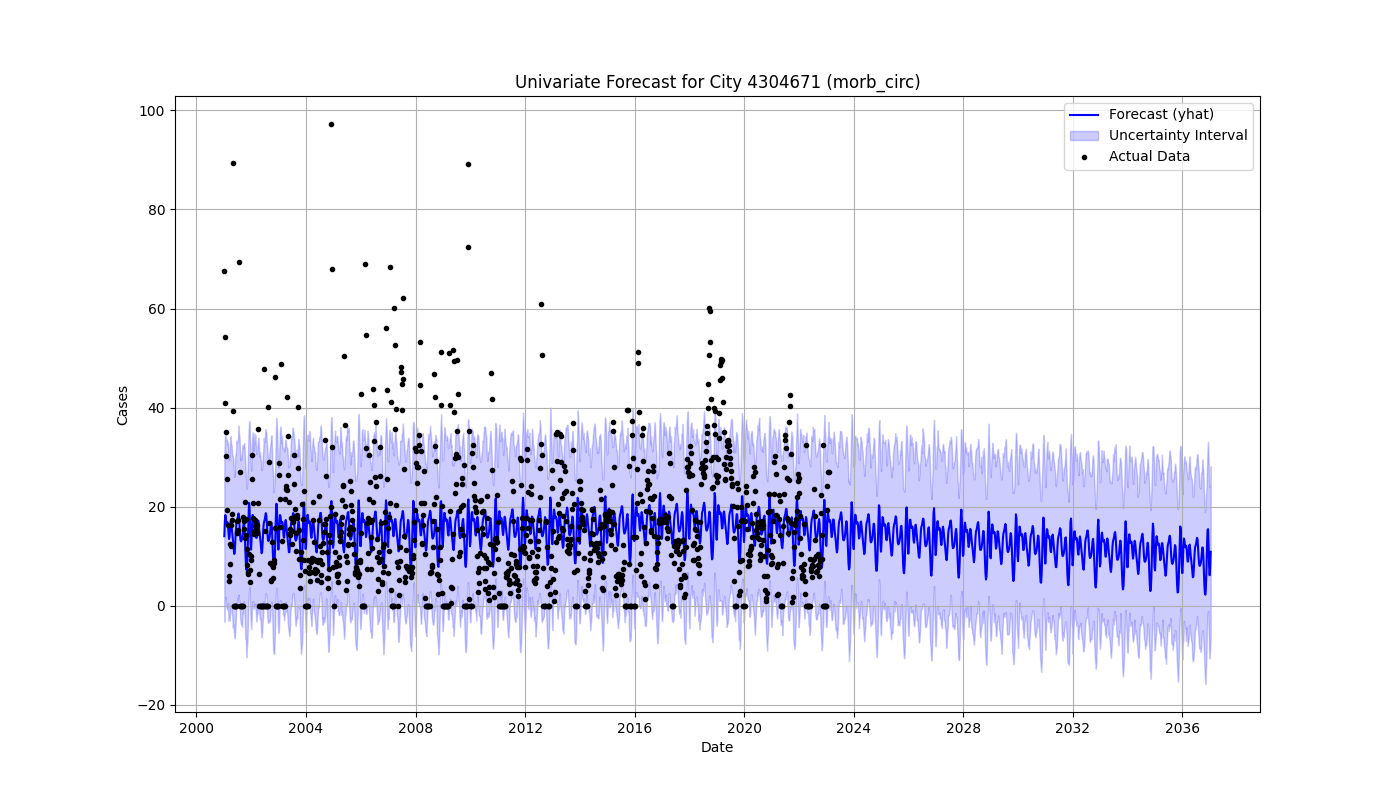 Univariate Forecast for City 4304671 (morb_circ)
Forecast (yhat)
Uncertainty Interval
Actual Data
100
80
60
40
20
0
−20
Cases
2000 2004 2008 2012 2016 2020 2024 2028 2032 2036
Date